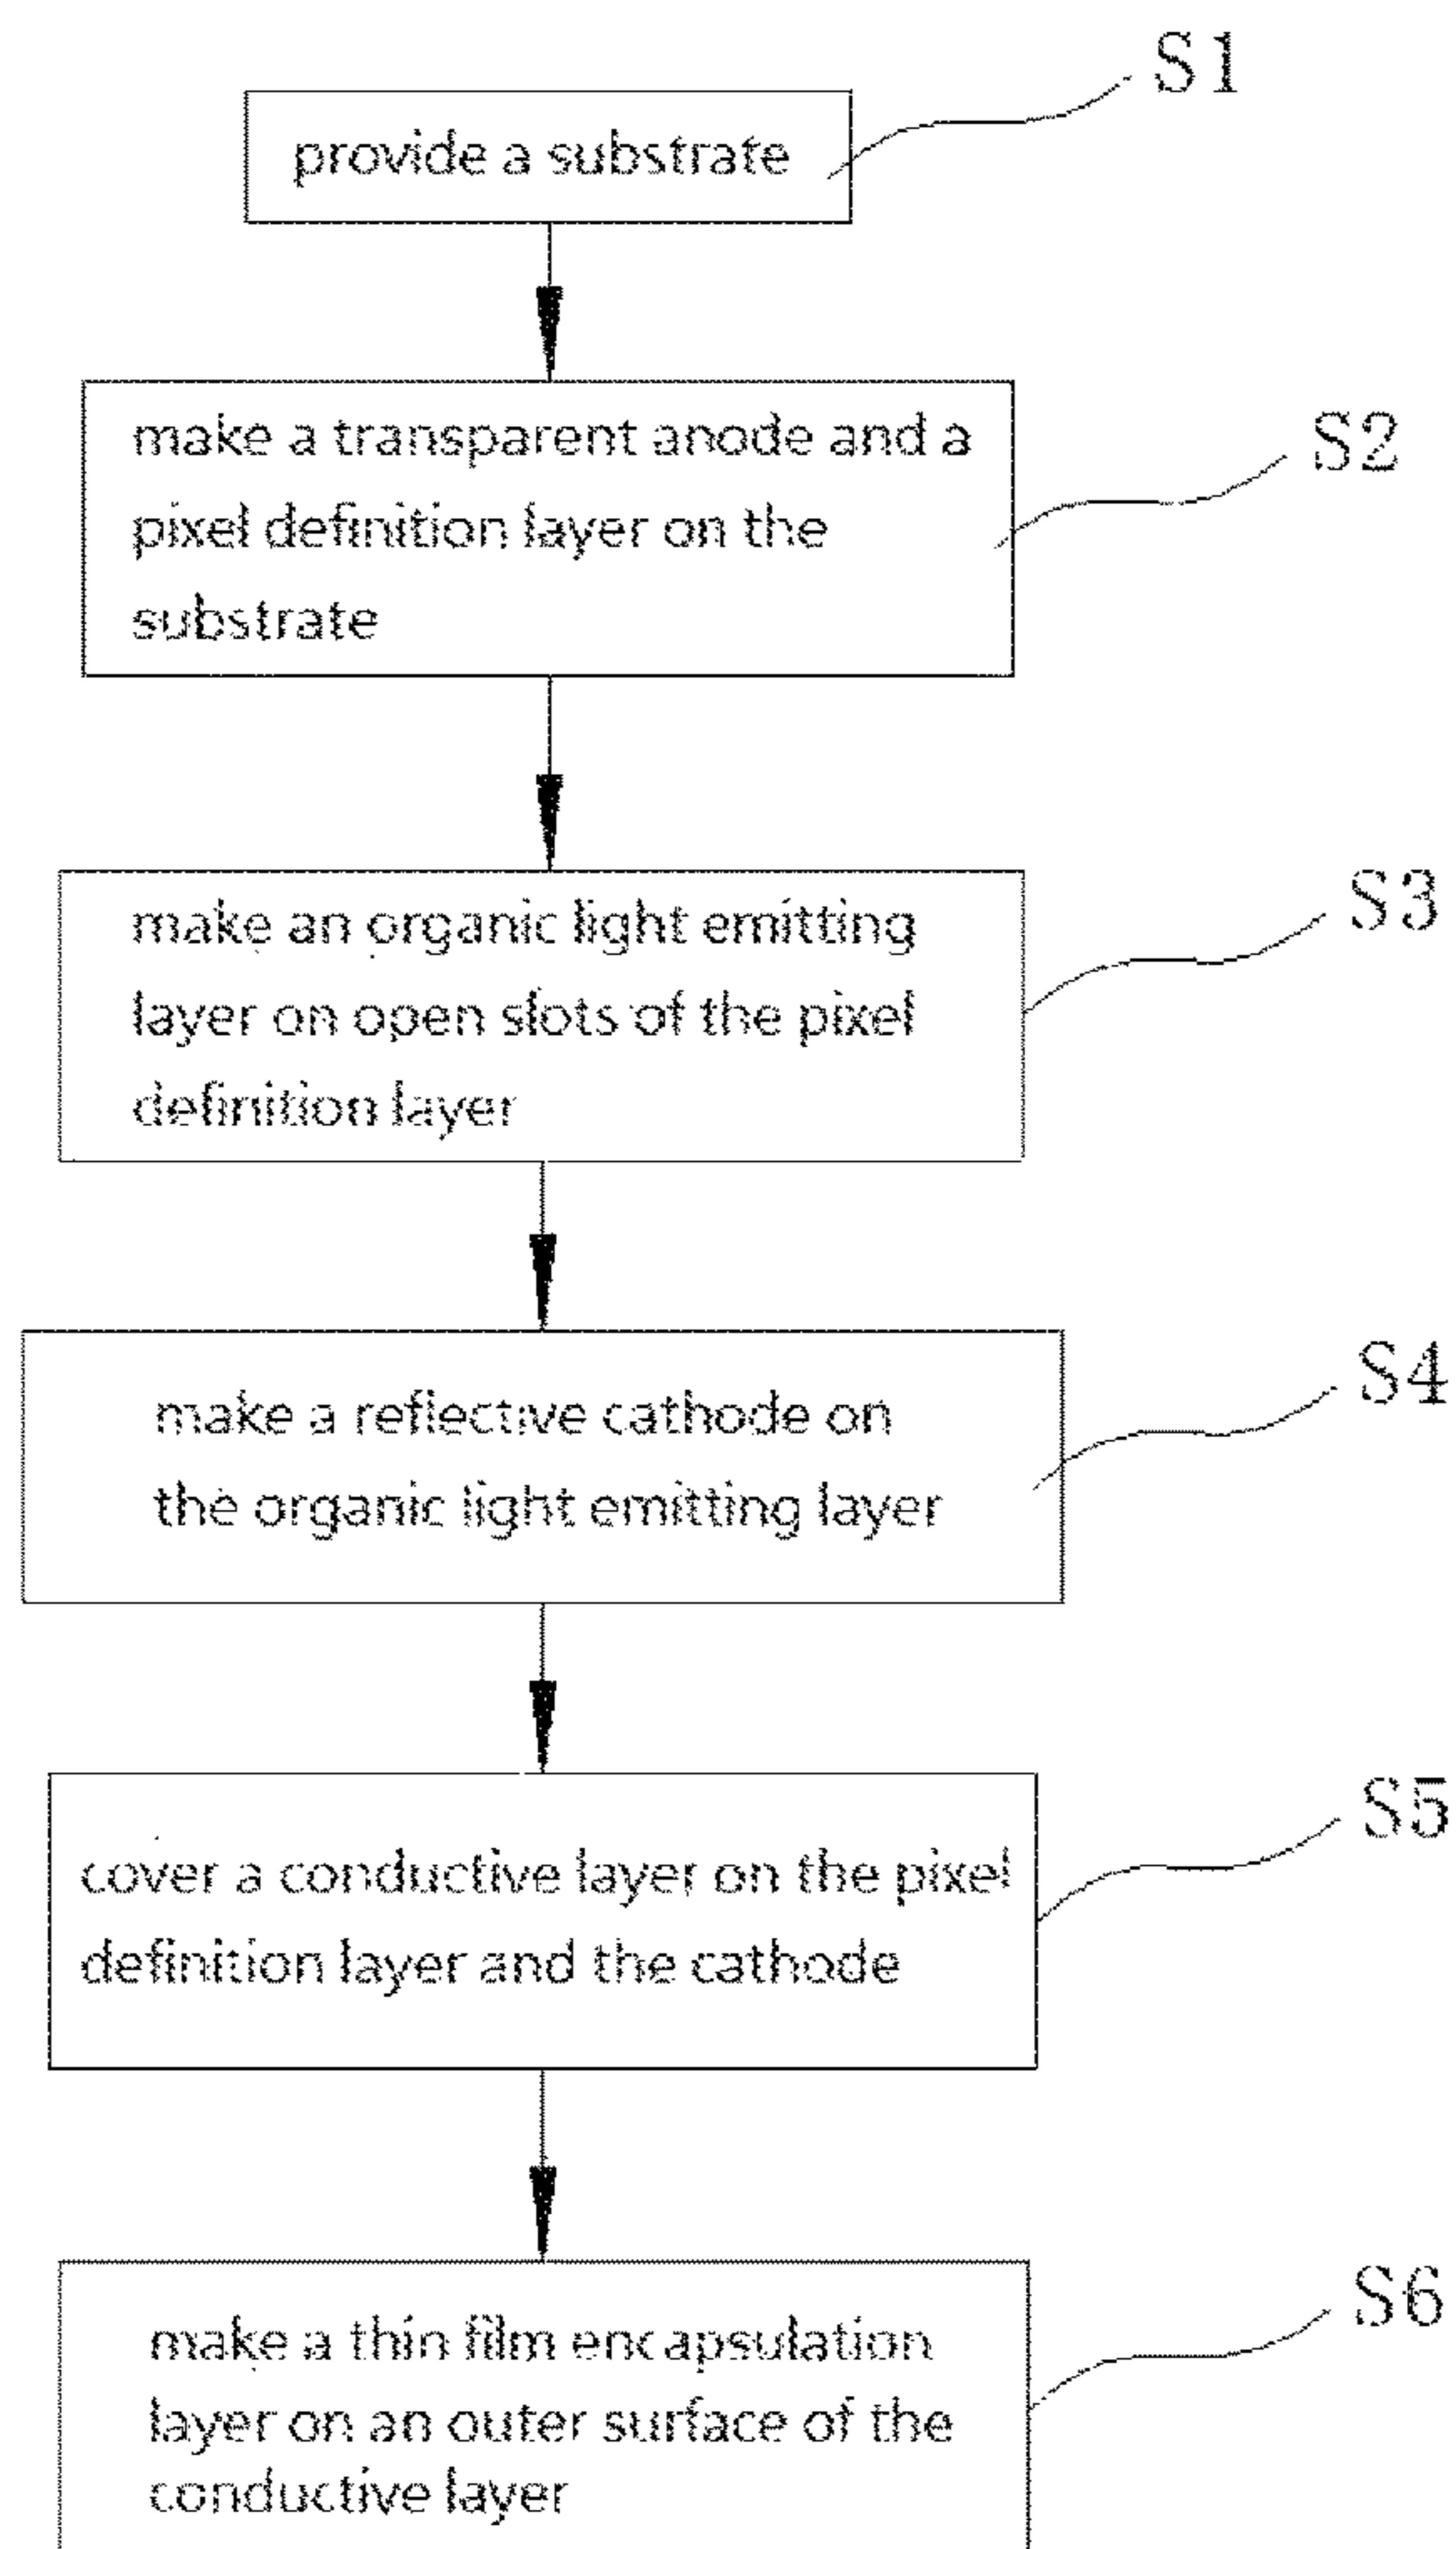 S1
provide a substrate
S2
make a transparent anode and a
pixel definition layer on the
substrate
S3
make an organic light emitting
layer on open slots of the pixel
definition layer
S4
make a reflective cathode on
the organic light emitting layer
S5
cover a conductive layer on the pixel
definition layer and the cathode
S6
make a thin film encapsulation
layer on an outer surface of the
conductive layer